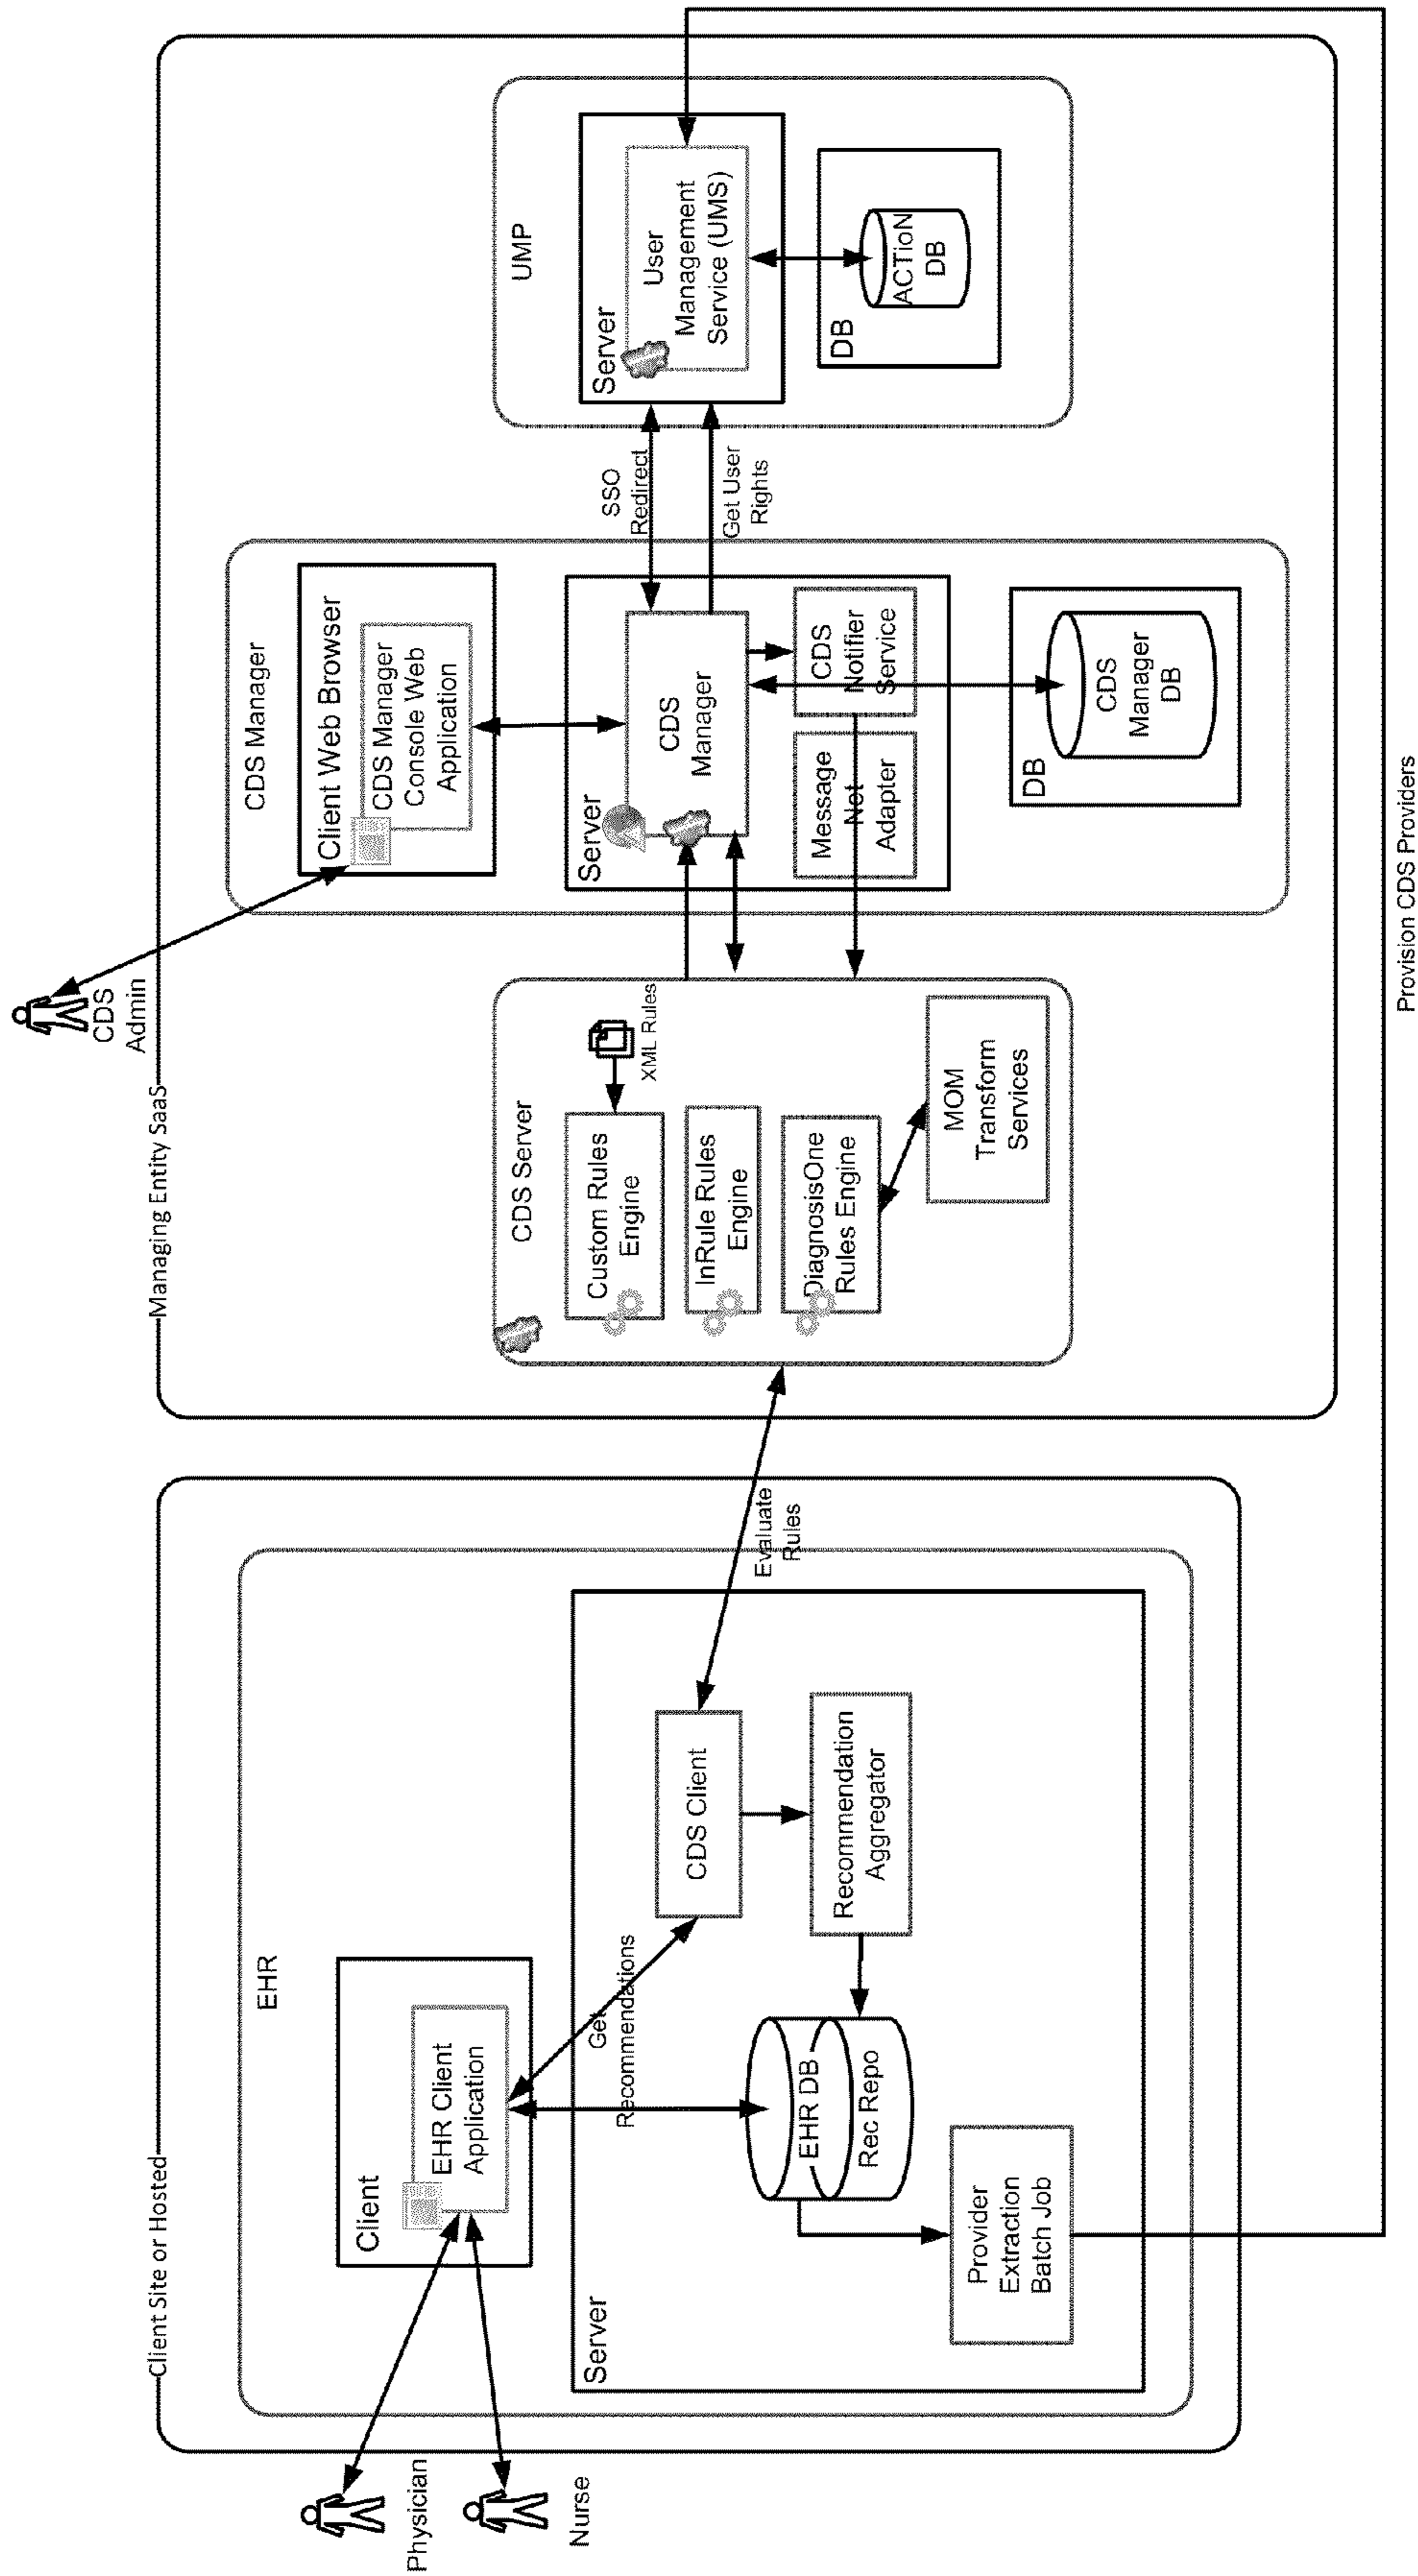 Client Site or Hosted
EHR
Physician
Nurse
Client
EHR Client
Application
Get
Recommendations
Server
CDS Client
Recommendation
Aggregator
EHR DB
Rec Repo
Provider
Extraction
Batch Job
Evaluate
Rules
Managing Entity SaaS
CDS
Admin
CDS Server
Custom Rules
Engine
XML Rules
InRule Rules
Engine
DiagnosisOne
Rules Engine
MOM
Transform
Services
CDS Manager
Client Web Browser
CDS Manager
Console Web
Application
Server
CDS
Manager
Message
Net
Adapter
CDS
Notifier
Service
DB
CDS
Manager
DB
SSO
Redirect
Get User
Rights
UMP
Server
User
Management
Service (UMS)
DB
ACTioN
DB
Provision CDS Providers